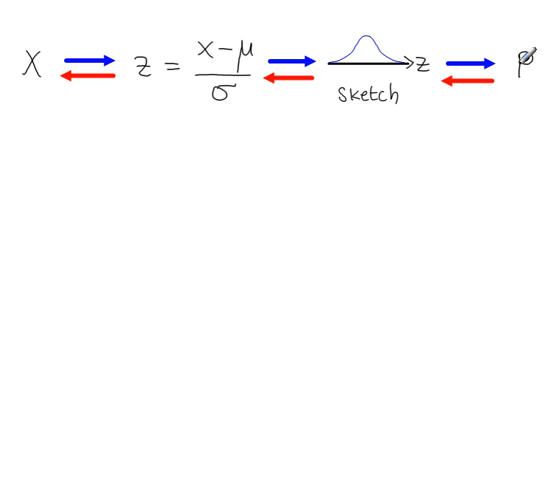 X z = x-μ/σ z p
sketch